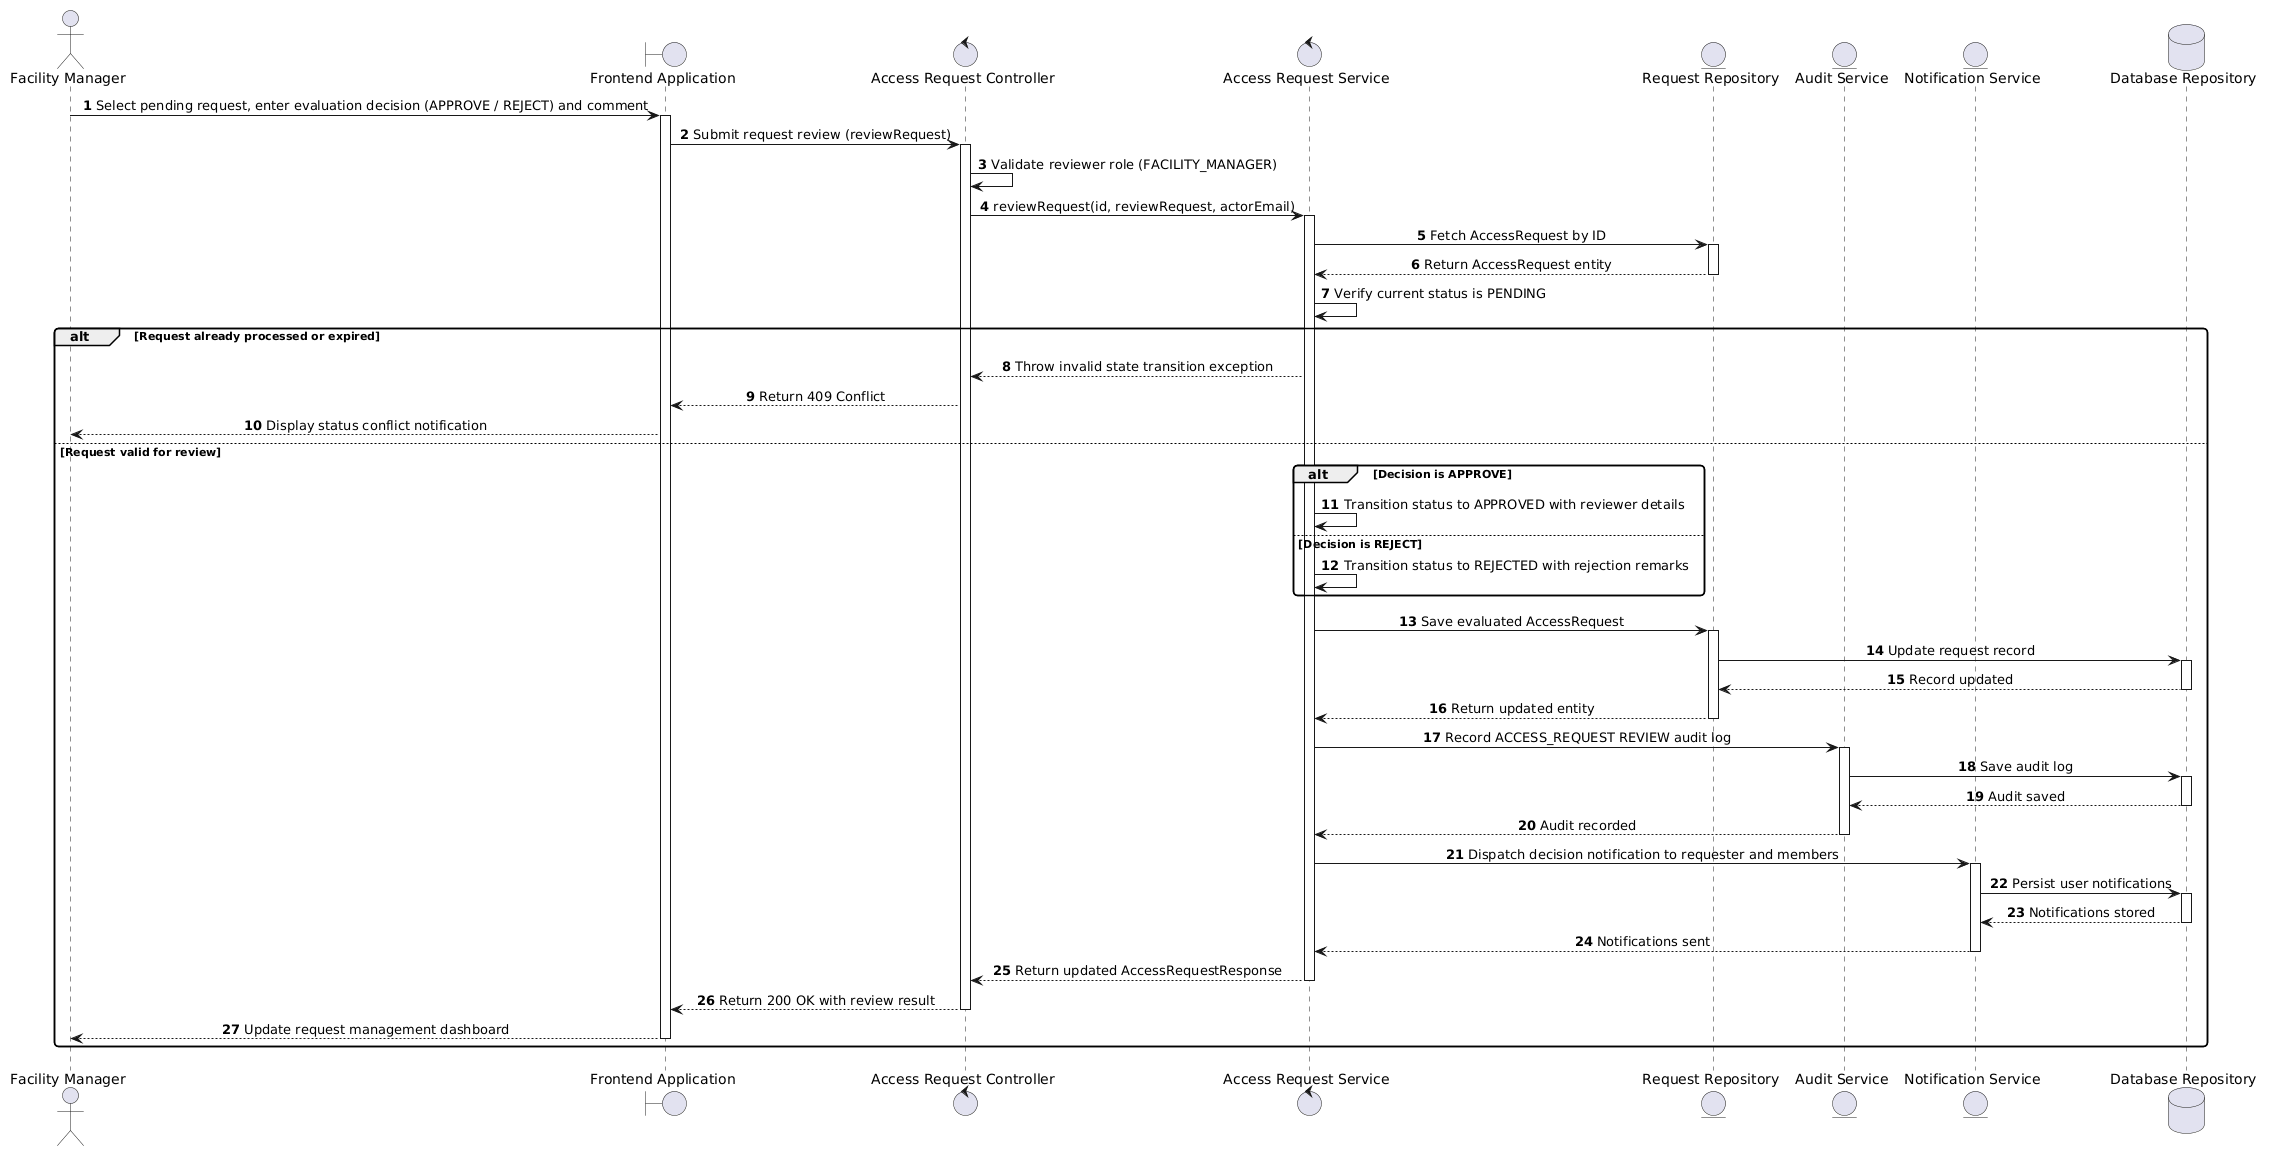 Facility Manager
Frontend Application
Access Request Controller
Access Request Service
Request Repository
Audit Service
Notification Service
Database Repository
1 Select pending request, enter evaluation decision (APPROVE / REJECT) and comment
2 Submit request review (reviewRequest)
3 Validate reviewer role (FACILITY_MANAGER)
4 reviewRequest(id, reviewRequest, actorEmail)
5 Fetch AccessRequest by ID
6 Return AccessRequest entity
7 Verify current status is PENDING
alt [Request already processed or expired]
8 Throw invalid state transition exception
9 Return 409 Conflict
10 Display status conflict notification
[Request valid for review]
alt [Decision is APPROVE]
11 Transition status to APPROVED with reviewer details
[Decision is REJECT]
12 Transition status to REJECTED with rejection remarks
13 Save evaluated AccessRequest
14 Update request record
15 Record updated
16 Return updated entity
17 Record ACCESS_REQUEST REVIEW audit log
18 Save audit log
19 Audit saved
20 Audit recorded
21 Dispatch decision notification to requester and members
22 Persist user notifications
23 Notifications stored
24 Notifications sent
25 Return updated AccessRequestResponse
26 Return 200 OK with review result
27 Update request management dashboard
Facility Manager
Frontend Application
Access Request Controller
Access Request Service
Request Repository
Audit Service
Notification Service
Database Repository